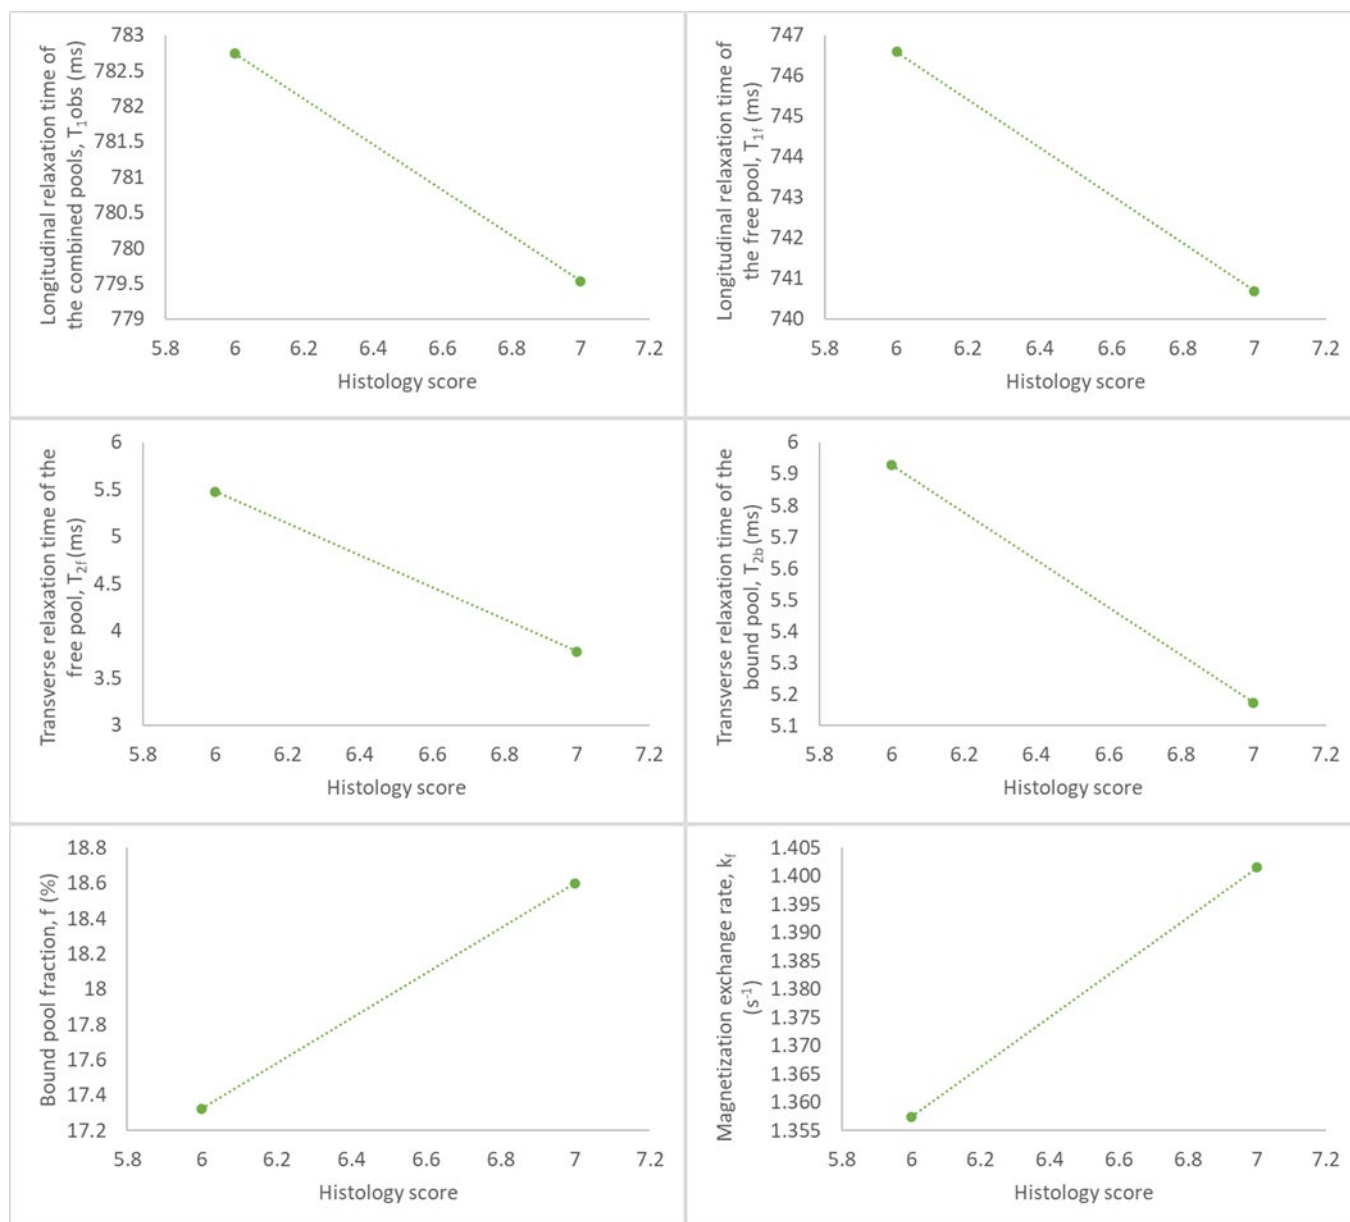 Longitudinal relaxation time of
the combined pools, T₁obs (ms)
783
782.5
782
781.5
781
780.5
780
779.5
779
5.8 6 6.2 6.4 6.6 6.8 7 7.2
Histology score
Longitudinal relaxation time of
the free pool, T₁f (ms)
747
746
745
744
743
742
741
740
5.8 6 6.2 6.4 6.6 6.8 7 7.2
Histology score
Transverse relaxation time of the
free pool, T₂f (ms)
6
5.5
5
4.5
4
3.5
3
5.8 6 6.2 6.4 6.6 6.8 7 7.2
Histology score
Transverse relaxation time of the
bound pool, T₂b (ms)
6
5.9
5.8
5.7
5.6
5.5
5.4
5.3
5.2
5.1
5.8 6 6.2 6.4 6.6 6.8 7 7.2
Histology score
Bound pool fraction, f (%)
18.8
18.6
18.4
18.2
18
17.8
17.6
17.4
17.2
5.8 6 6.2 6.4 6.6 6.8 7 7.2
Histology score
Magnetization exchange rate, kf
(s⁻¹)
1.405
1.400
1.395
1.390
1.385
1.380
1.375
1.370
1.365
1.360
1.355
5.8 6 6.2 6.4 6.6 6.8 7 7.2
Histology score